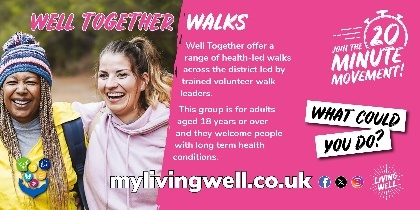 WELL TOGETHER WALKS
Well Together offer a
range of health-led walks
across the district led by
trained volunteer walk
leaders.
This group is for adults
aged 18 years or over
and they welcome people
with long term health
conditions.
mylivingwell.co.uk
JOIN THE 20
MINUTE
MOVEMENT!
WHAT COULD
YOU DO?
LIVING
WELL